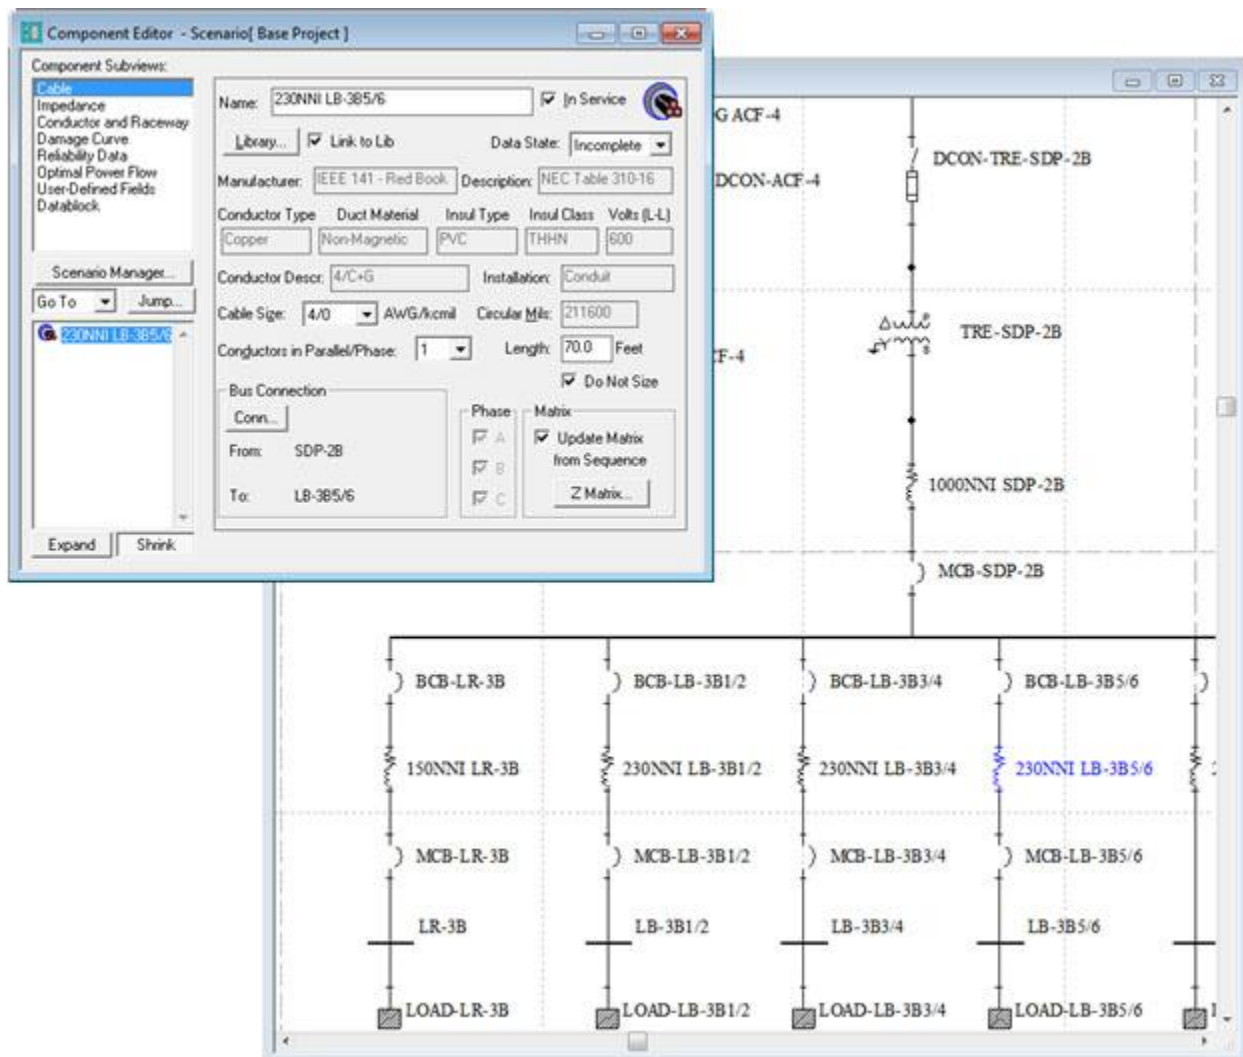 Component Editor - Scenario[ Base Project ]
Component Subviews:
Cable
Impedance
Conductor and Raceway
Damage Curve
Reliability Data
Optimal Power Flow
User-Defined Fields
Datablock
Scenario Manager...
Go To Jump...
230NNI LB-3B5/6
Expand Shrink
Name: 230NNI LB-3B5/6 In Service
Library... Link to Lib Data State: Incomplete
Manufacturer: IEEE 141 - Red Book Description: NEC Table 310-16
Conductor Type Duct Material Insul Type Insul Class Volts (L-L)
Copper Non-Magnetic PVC THHN 600
Conductor Descr: 4/C+G Installation: Conduit
Cable Size: 4/0 AWG/kcmil Circular Mils: 211600
Conductors in Parallel/Phase: 1 Length: 70.0 Feet
Do Not Size
Bus Connection
Conn...
From: SDP-2B
To: LB-3B5/6
Phase
A
B
C
Matrix
Update Matrix
from Sequence
Z Matrix...
G ACF-4
DCON-ACF-4
CF-4
DCON-TRE-SDP-2B
P
TRE-SDP-2B
S
1000NNI SDP-2B
MCB-SDP-2B
BCB-LR-3B BCB-LB-3B1/2 BCB-LB-3B3/4 BCB-LB-3B5/6
150NNI LR-3B 230NNI LB-3B1/2 230NNI LB-3B3/4 230NNI LB-3B5/6
MCB-LR-3B MCB-LB-3B1/2 MCB-LB-3B3/4 MCB-LB-3B5/6
LR-3B LB-3B1/2 LB-3B3/4 LB-3B5/6
LOAD-LR-3B LOAD-LB-3B1/2 LOAD-LB-3B3/4 LOAD-LB-3B5/6